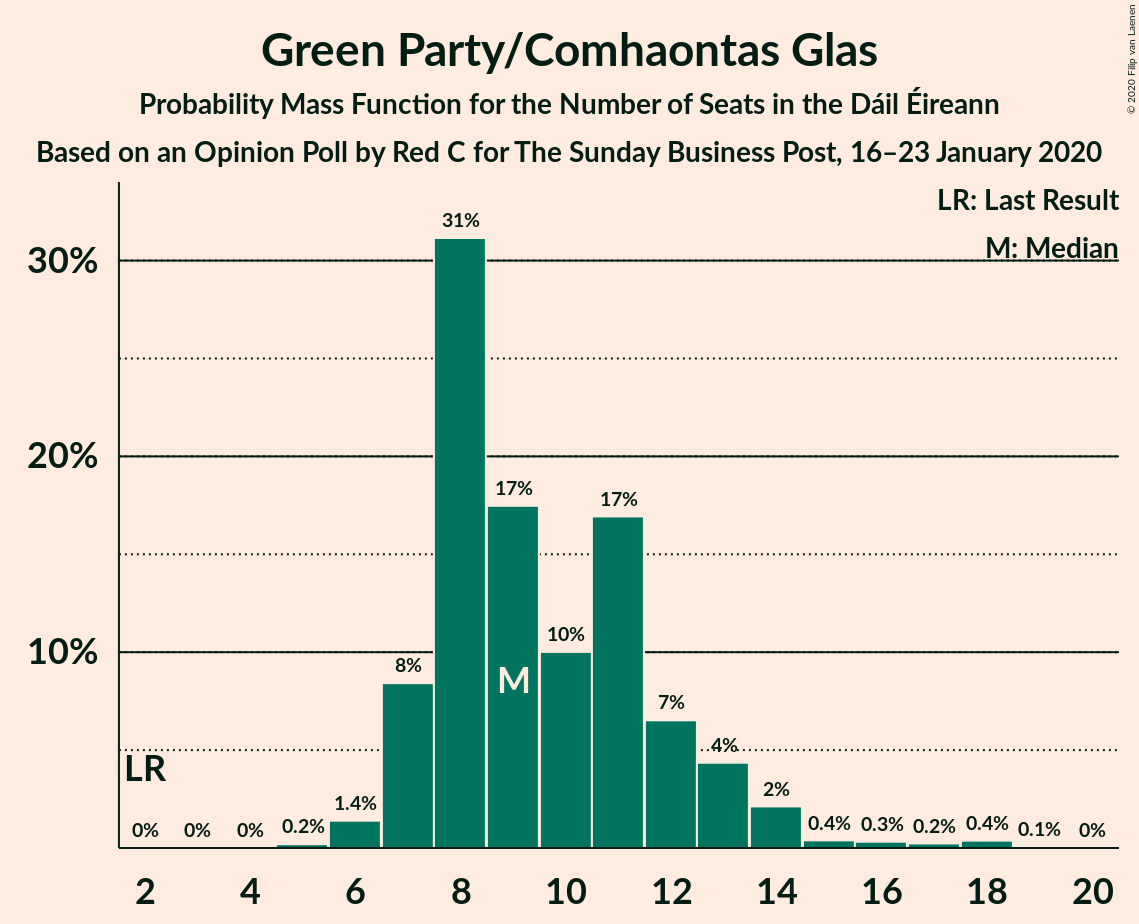 Green Party/Comhaontas Glas
Probability Mass Function for the Number of Seats in the Dáil Éireann
Based on an Opinion Poll by Red C for The Sunday Business Post, 16–23 January 2020
© 2020 Filip van Laenen
LR: Last Result
M: Median
30%
20%
10%
31%
17%
17%
10%
8%
7%
4%
2%
1.4%
0.2%
0.4%
0.3%
0.2%
0.4%
0.1%
0%
0%
0%
0%
M
LR
2 4 6 8 10 12 14 16 18 20